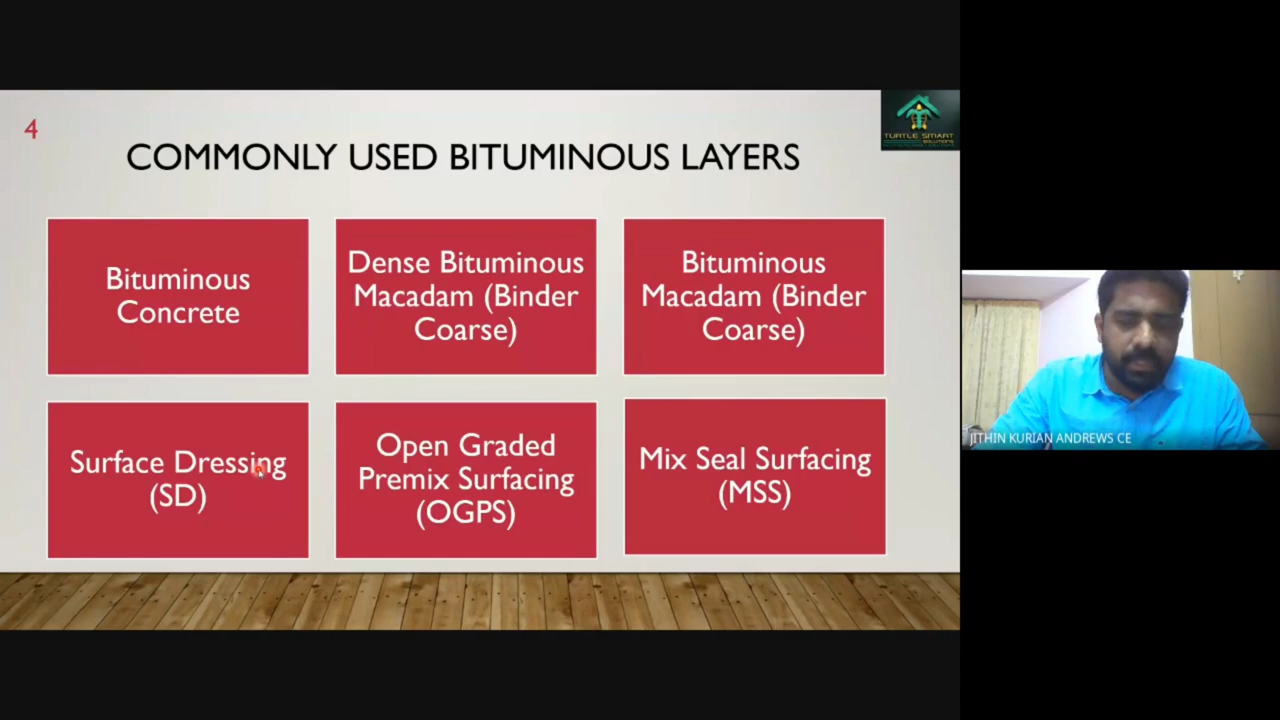 4
COMMONLY USED BITUMINOUS LAYERS
TURTLE SMART
SOLUTIONS
Bituminous
Concrete
Dense Bituminous
Macadam (Binder
Coarse)
Bituminous
Macadam (Binder
Coarse)
Surface Dressing
(SD)
Open Graded
Premix Surfacing
(OGPS)
Mix Seal Surfacing
(MSS)
JITHIN KURIAN ANDREWS CE